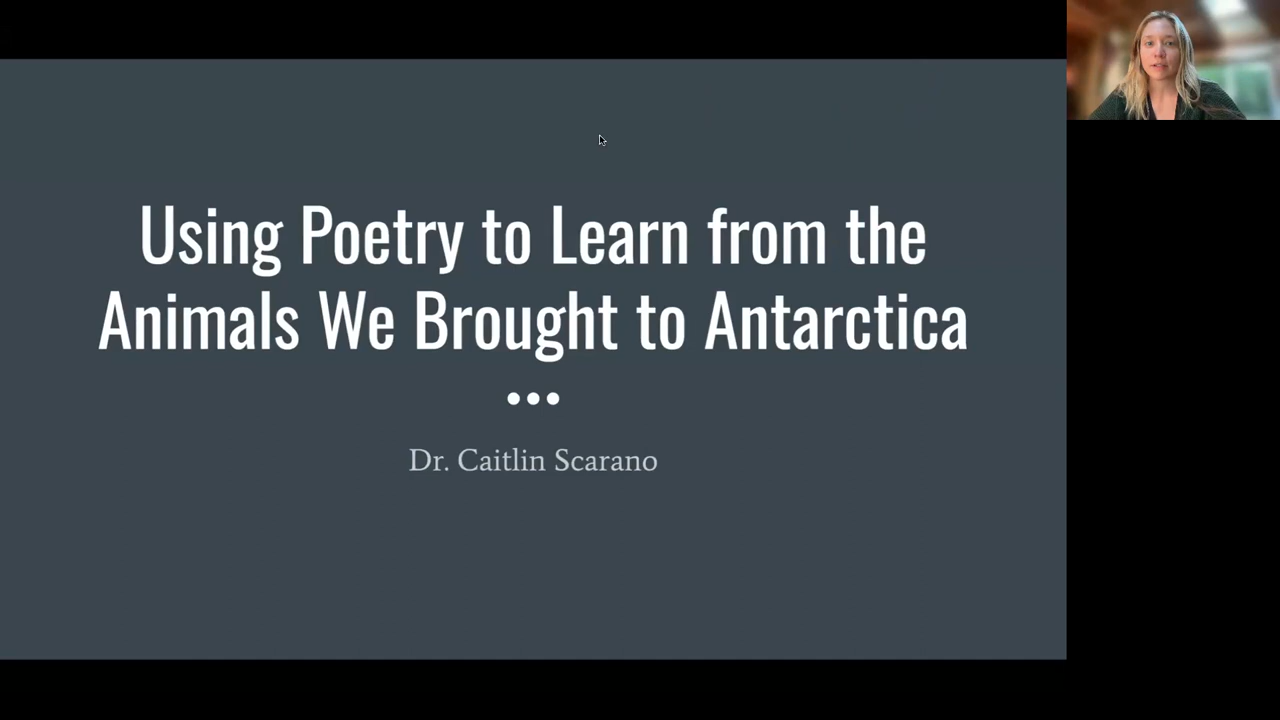 Using Poetry to Learn from the
Animals We Brought to Antarctica
Dr. Caitlin Scarano